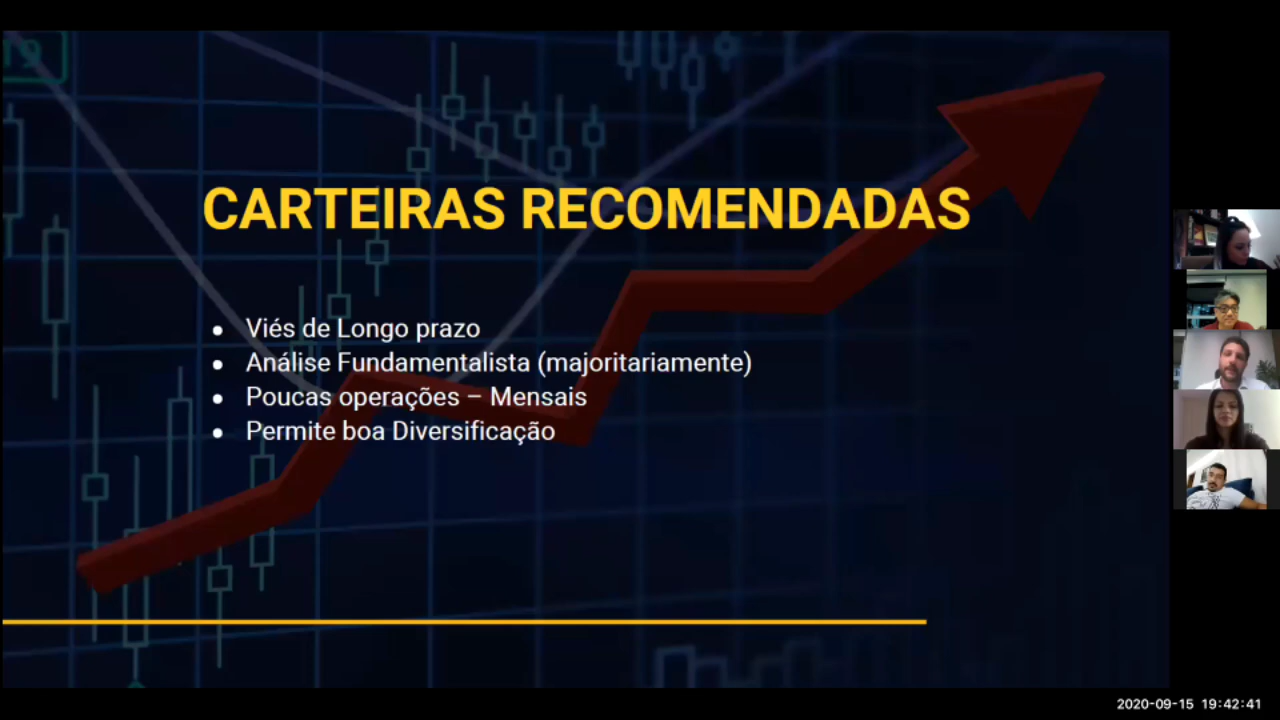 19
CARTEIRAS RECOMENDADAS
● Viés de Longo prazo
● Análise Fundamentalista (majoritariamente)
● Poucas operações – Mensais
● Permite boa Diversificação
2020-09-15 19:42:41